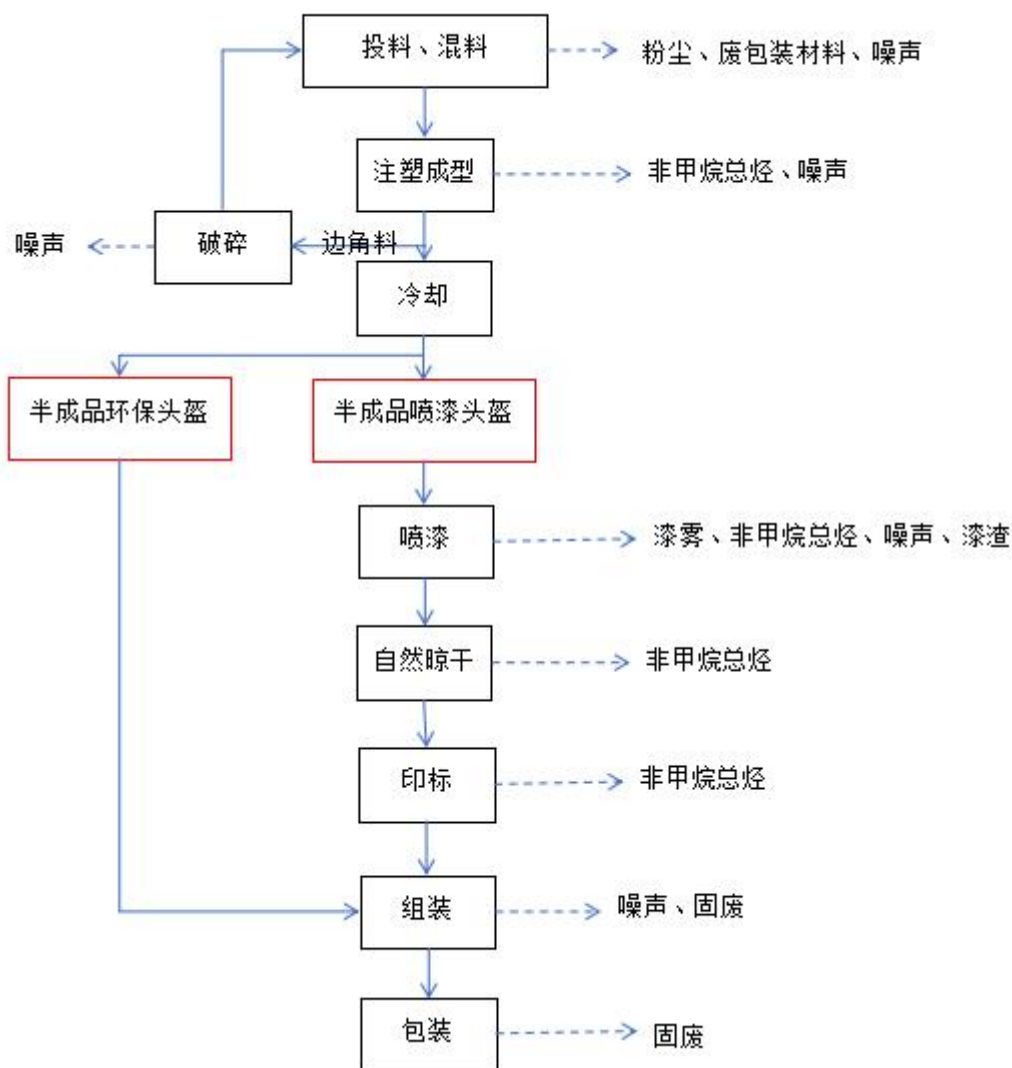 投料、混料
粉尘、废包装材料、噪声
注塑成型
非甲烷总烃、噪声
噪声
破碎
边角料
冷却
半成品环保头盔
半成品喷漆头盔
喷漆
漆雾、非甲烷总烃、噪声、漆渣
自然晾干
非甲烷总烃
印标
非甲烷总烃
组装
噪声、固废
包装
固废